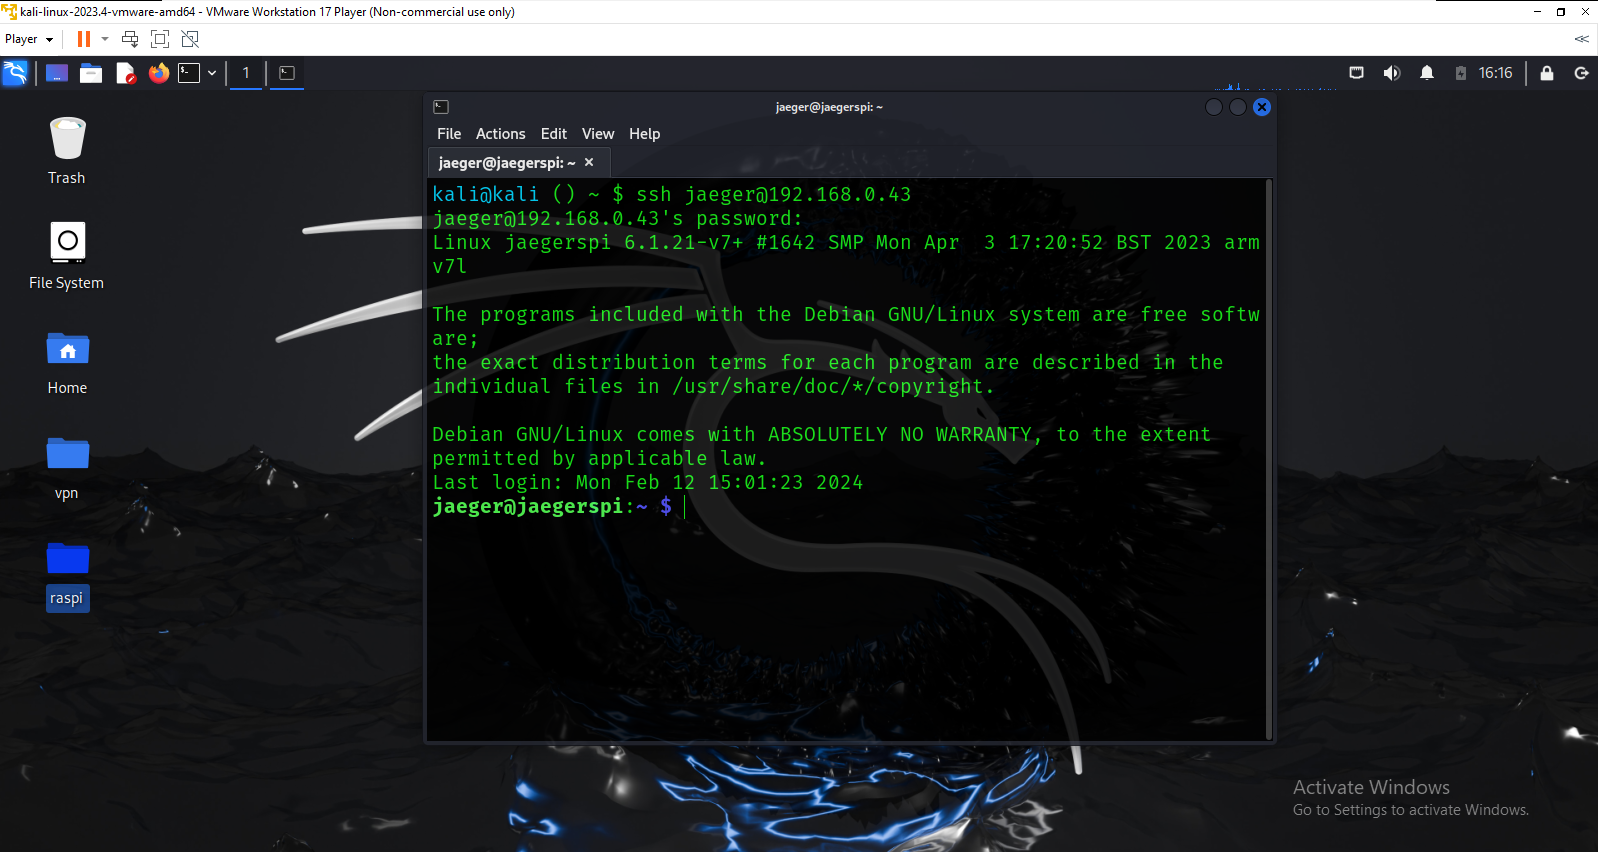 kali-linux-2023.4-vmware-amd64 - VMware Workstation 17 Player (Non-commercial use only)
Player
1
16:16
jaeger@jaegerspi: ~
File Actions Edit View Help
jaeger@jaegerspi: ~
kali@kali () ~ $ ssh jaeger@192.168.0.43
jaeger@192.168.0.43's password:
Linux jaegerspi 6.1.21-v7+ #1642 SMP Mon Apr  3 17:20:52 BST 2023 arm
v7l
The programs included with the Debian GNU/Linux system are free softw
are;
the exact distribution terms for each program are described in the
individual files in /usr/share/doc/*/copyright.
Debian GNU/Linux comes with ABSOLUTELY NO WARRANTY, to the extent
permitted by applicable law.
Last login: Mon Feb 12 15:01:23 2024
jaeger@jaegerspi:~ $
Trash
File System
Home
vpn
raspi
Activate Windows
Go to Settings to activate Windows.